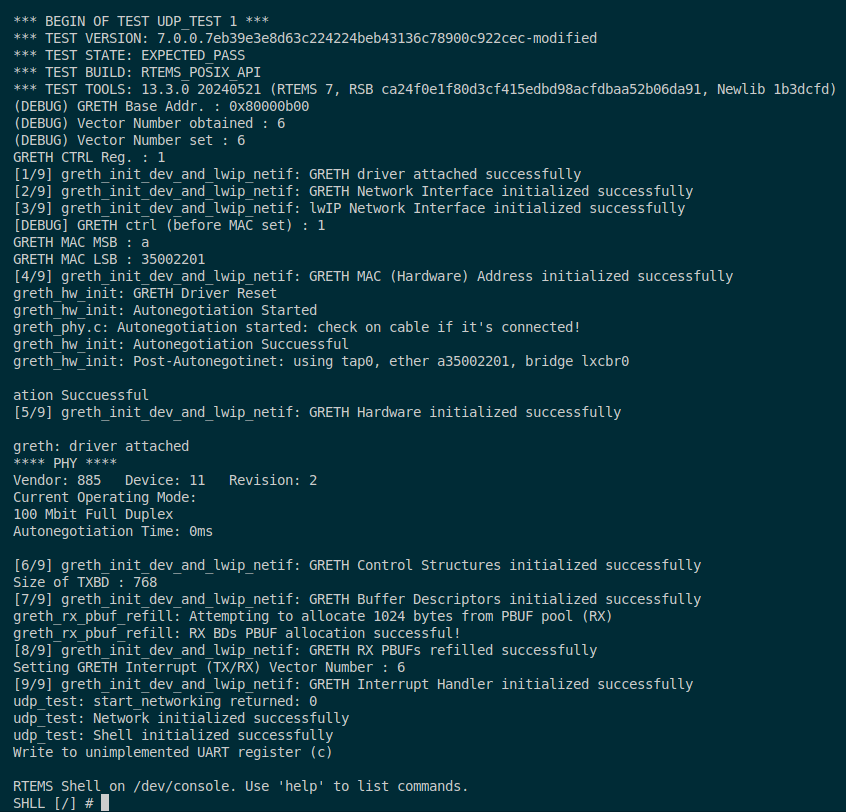 *** BEGIN OF TEST UDP_TEST 1 ***
*** TEST VERSION: 7.0.0.7eb39e3e8d63c224224beb43136c78900c922cec-modified
*** TEST STATE: EXPECTED_PASS
*** TEST BUILD: RTEMS_POSIX_API
*** TEST TOOLS: 13.3.0 20240521 (RTEMS 7, RSB ca24f0e1f80d3cf415edbd98acfdbaa52b06da91, Newlib 1b3dcfd)
(DEBUG) GRETH Base Addr. : 0x80000b00
(DEBUG) Vector Number obtained : 6
(DEBUG) Vector Number set : 6
GRETH CTRL Reg. : 1
[1/9] greth_init_dev_and_lwip_netif: GRETH driver attached successfully
[2/9] greth_init_dev_and_lwip_netif: GRETH Network Interface initialized successfully
[3/9] greth_init_dev_and_lwip_netif: lwIP Network Interface initialized successfully
[DEBUG] GRETH ctrl (before MAC set) : 1
GRETH MAC MSB : a
GRETH MAC LSB : 35002201
[4/9] greth_init_dev_and_lwip_netif: GRETH MAC (Hardware) Address initialized successfully
greth_hw_init: GRETH Driver Reset
greth_hw_init: Autonegotiation Started
greth_phy.c: Autonegotiation started: check on cable if it's connected!
greth_hw_init: Autonegotiation Succuessful
greth_hw_init: Post-Autonegotinet: using tap0, ether a35002201, bridge lxcbr0
ation Succuessful
[5/9] greth_init_dev_and_lwip_netif: GRETH Hardware initialized successfully
greth: driver attached
**** PHY ****
Vendor: 885   Device: 11   Revision: 2
Current Operating Mode:
100 Mbit Full Duplex
Autonegotiation Time: 0ms
[6/9] greth_init_dev_and_lwip_netif: GRETH Control Structures initialized successfully
Size of TXBD : 768
[7/9] greth_init_dev_and_lwip_netif: GRETH Buffer Descriptors initialized successfully
greth_rx_pbuf_refill: Attempting to allocate 1024 bytes from PBUF pool (RX)
greth_rx_pbuf_refill: RX BDs PBUF allocation successful!
[8/9] greth_init_dev_and_lwip_netif: GRETH RX PBUFs refilled successfully
Setting GRETH Interrupt (TX/RX) Vector Number : 6
[9/9] greth_init_dev_and_lwip_netif: GRETH Interrupt Handler initialized successfully
udp_test: start_networking returned: 0
udp_test: Network initialized successfully
udp_test: Shell initialized successfully
Write to unimplemented UART register (c)
RTEMS Shell on /dev/console. Use 'help' to list commands.
SHLL [/] #